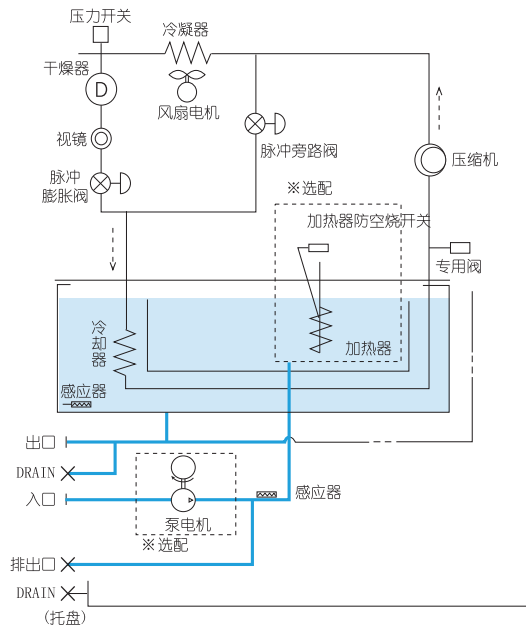 压力开关
冷凝器
干燥器
D
风扇电机
视镜
脉冲旁路阀
压缩机
脉冲
膨胀阀
※选配
加热器防空烧开关
专用阀
冷却器
加热器
感应器
出口
DRAIN
感应器
入口
泵电机
※选配
排出口
DRAIN
(托盘)